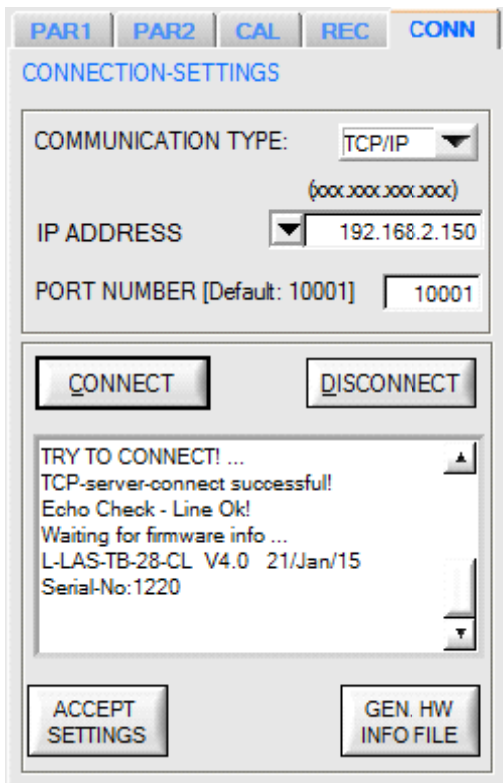 PAR1 PAR2 CAL REC CONN
CONNECTION-SETTINGS
COMMUNICATION TYPE: TCP/IP
(xxx.xxx.xxx.xxx)
IP ADDRESS 192.168.2.150
PORT NUMBER [Default: 10001] 10001
CONNECT DISCONNECT
TRY TO CONNECT! ...
TCP-server-connect successful!
Echo Check - Line Ok!
Waiting for firmware info ...
L-LAS-TB-28-CL V4.0 21/Jan/15
Serial-No:1220
ACCEPT
SETTINGS
GEN. HW
INFO FILE